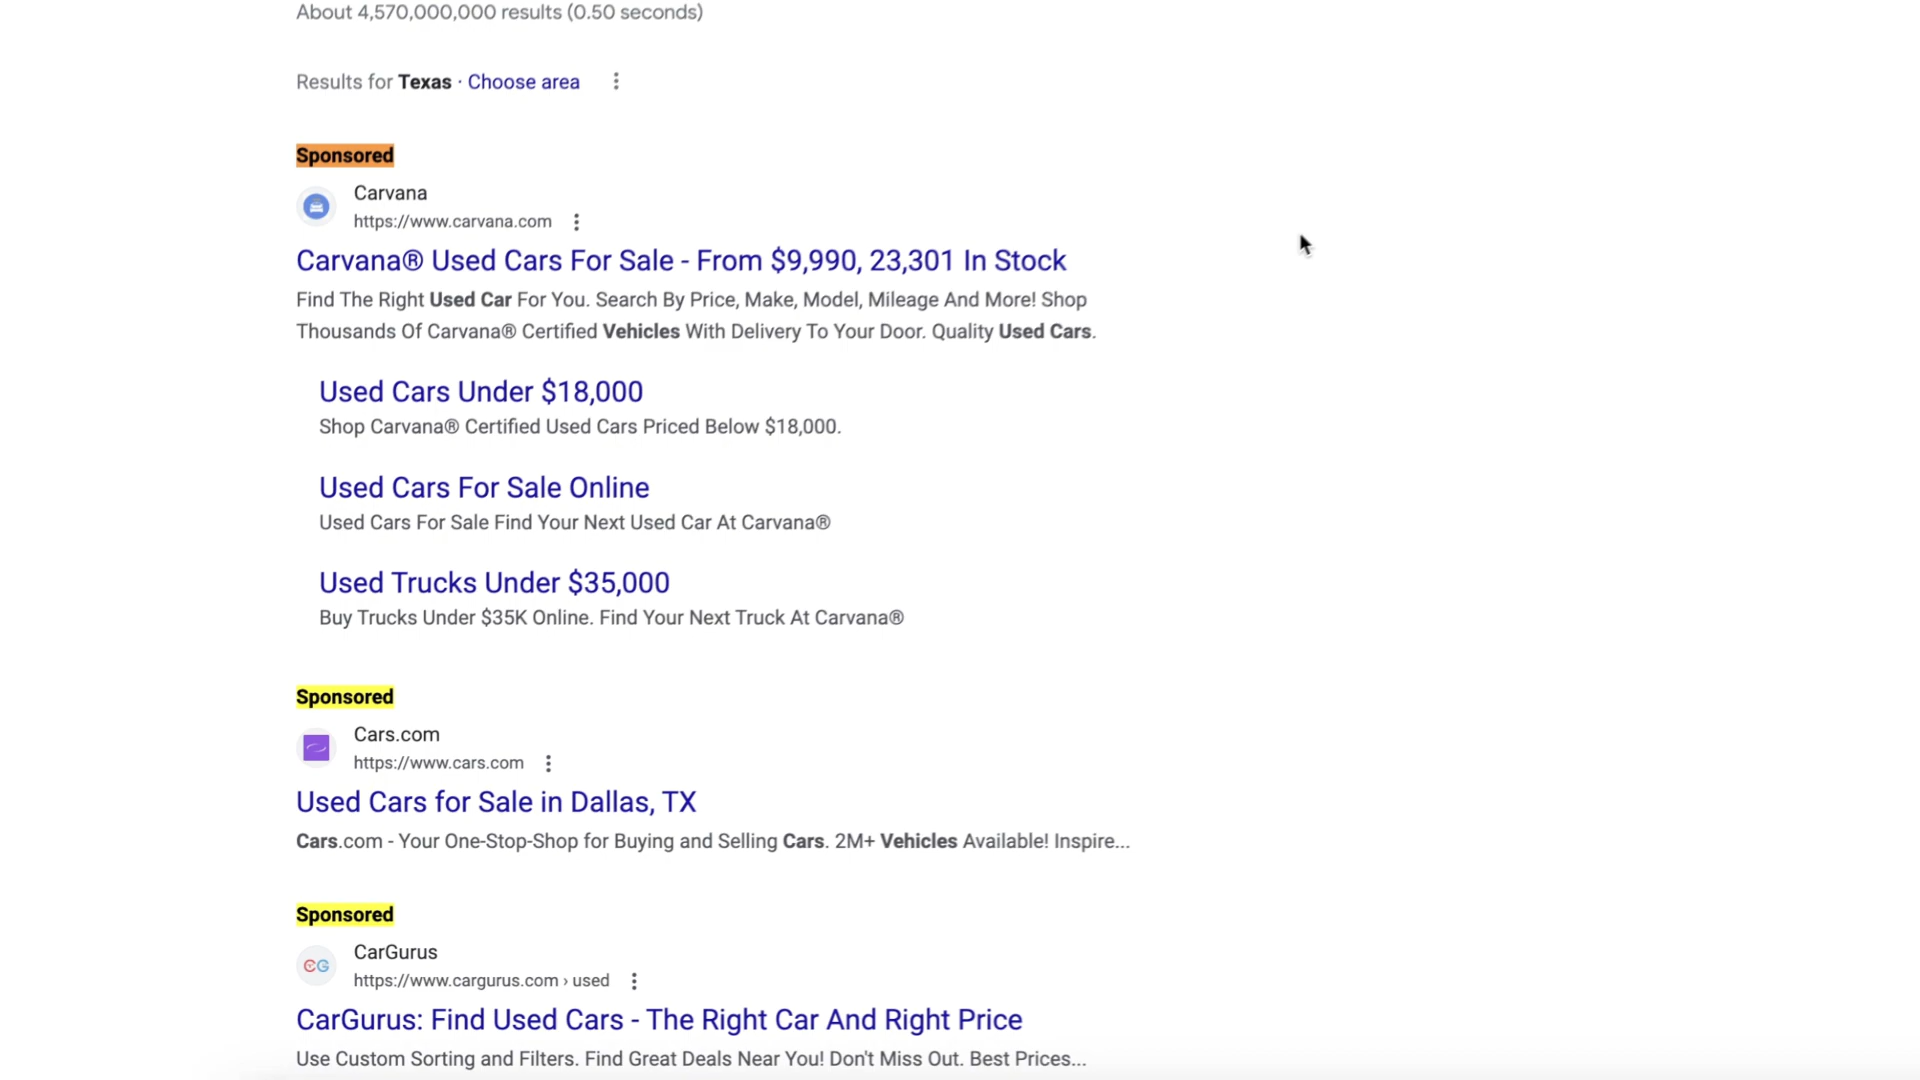 About 4,570,000,000 results (0.50 seconds)
Results for Texas · Choose area
Sponsored
Carvana
https://www.carvana.com
Carvana® Used Cars For Sale - From $9,990, 23,301 In Stock
Find The Right Used Car For You. Search By Price, Make, Model, Mileage And More! Shop
Thousands Of Carvana® Certified Vehicles With Delivery To Your Door. Quality Used Cars.
Used Cars Under $18,000
Shop Carvana® Certified Used Cars Priced Below $18,000.
Used Cars For Sale Online
Used Cars For Sale Find Your Next Used Car At Carvana®
Used Trucks Under $35,000
Buy Trucks Under $35K Online. Find Your Next Truck At Carvana®
Sponsored
Cars.com
https://www.cars.com
Used Cars for Sale in Dallas, TX
Cars.com - Your One-Stop-Shop for Buying and Selling Cars. 2M+ Vehicles Available! Inspire...
Sponsored
CG
CarGurus
https://www.cargurus.com › used
CarGurus: Find Used Cars - The Right Car And Right Price
Use Custom Sorting and Filters. Find Great Deals Near You! Don't Miss Out. Best Prices...